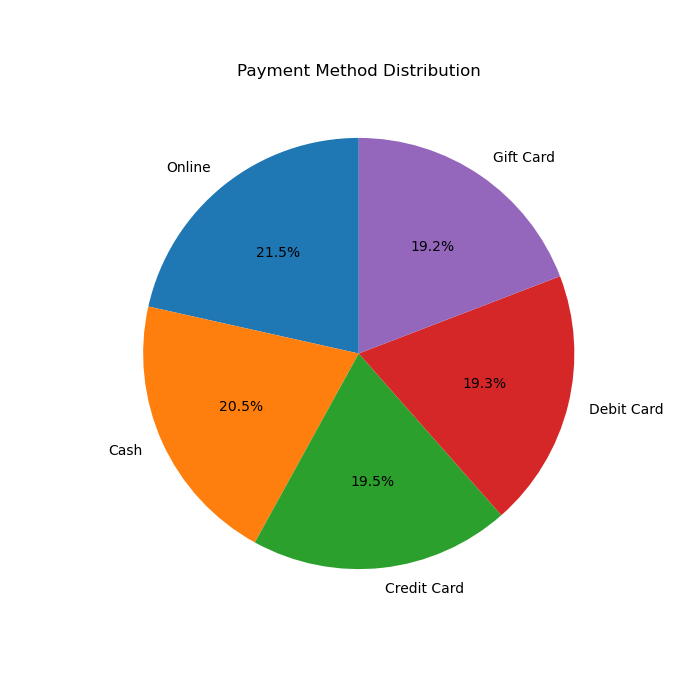 Payment Method Distribution
Online
21.5%
Cash
20.5%
Credit Card
19.5%
Debit Card
19.3%
Gift Card
19.2%